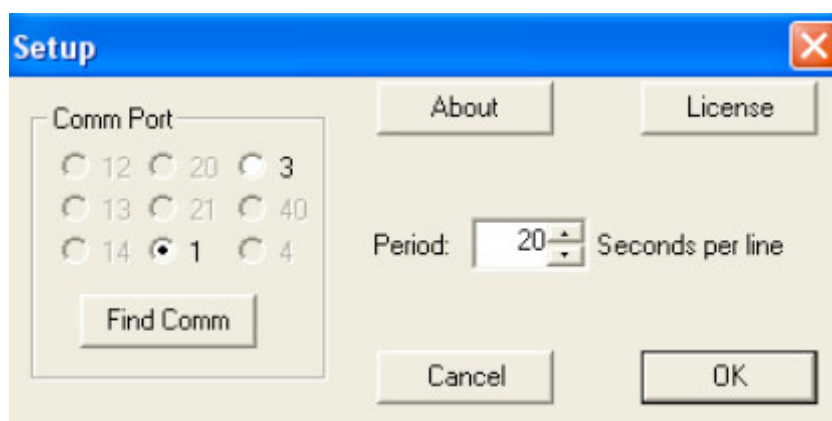 Setup
About License
Comm Port
12 20 3
13 21 40
14 1 4
Period: 20 Seconds per line
Find Comm
Cancel OK